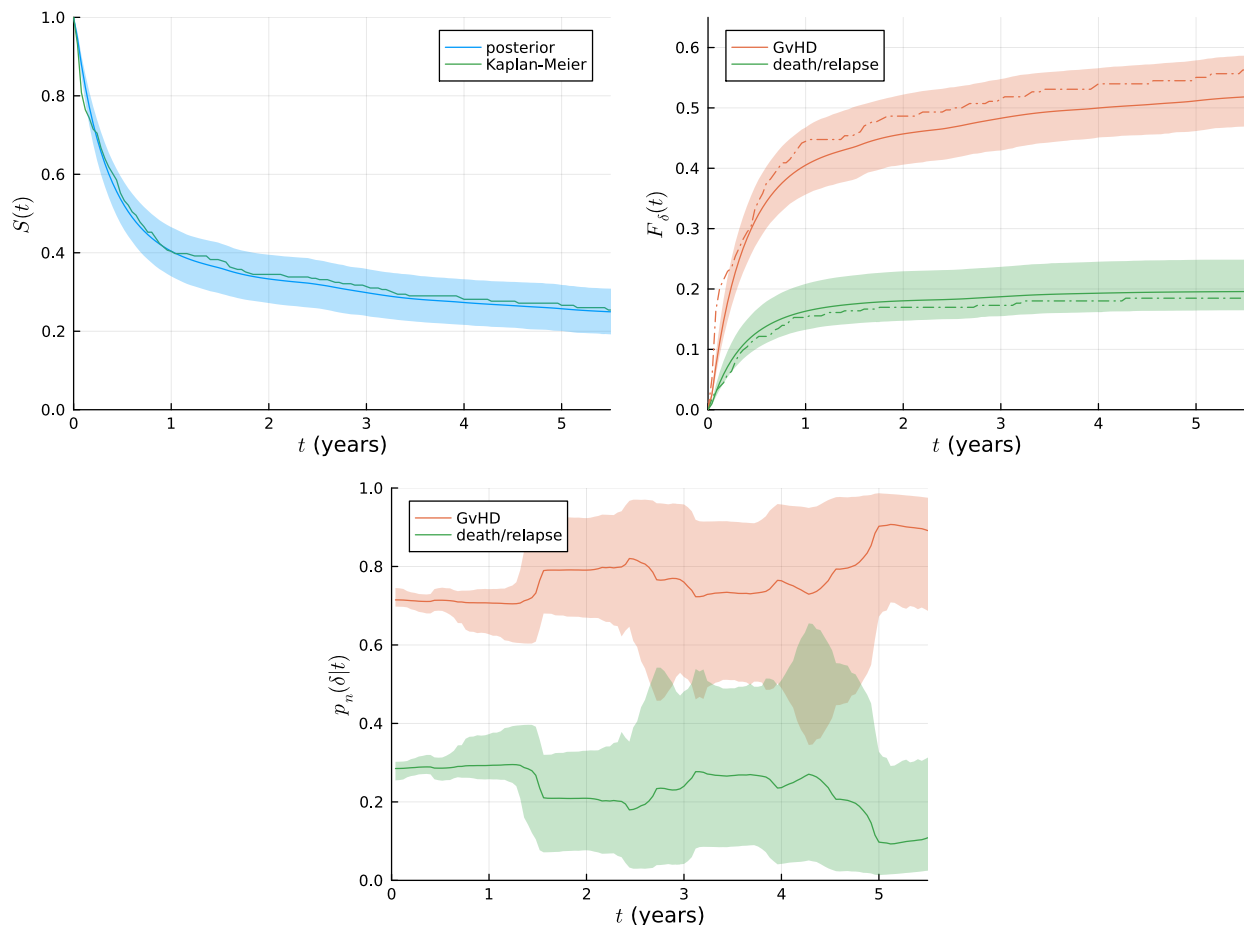 1.0
0.8
0.6
0.4
0.2
0.0
S(t)
posterior
Kaplan-Meier
0 1 2 3 4 5
t (years)
0.6
0.5
0.4
0.3
0.2
0.1
0.0
F_δ(t)
GvHD
death/relapse
0 1 2 3 4 5
t (years)
1.0
0.8
0.6
0.4
0.2
0.0
p_n(δ|t)
GvHD
death/relapse
0 1 2 3 4 5
t (years)